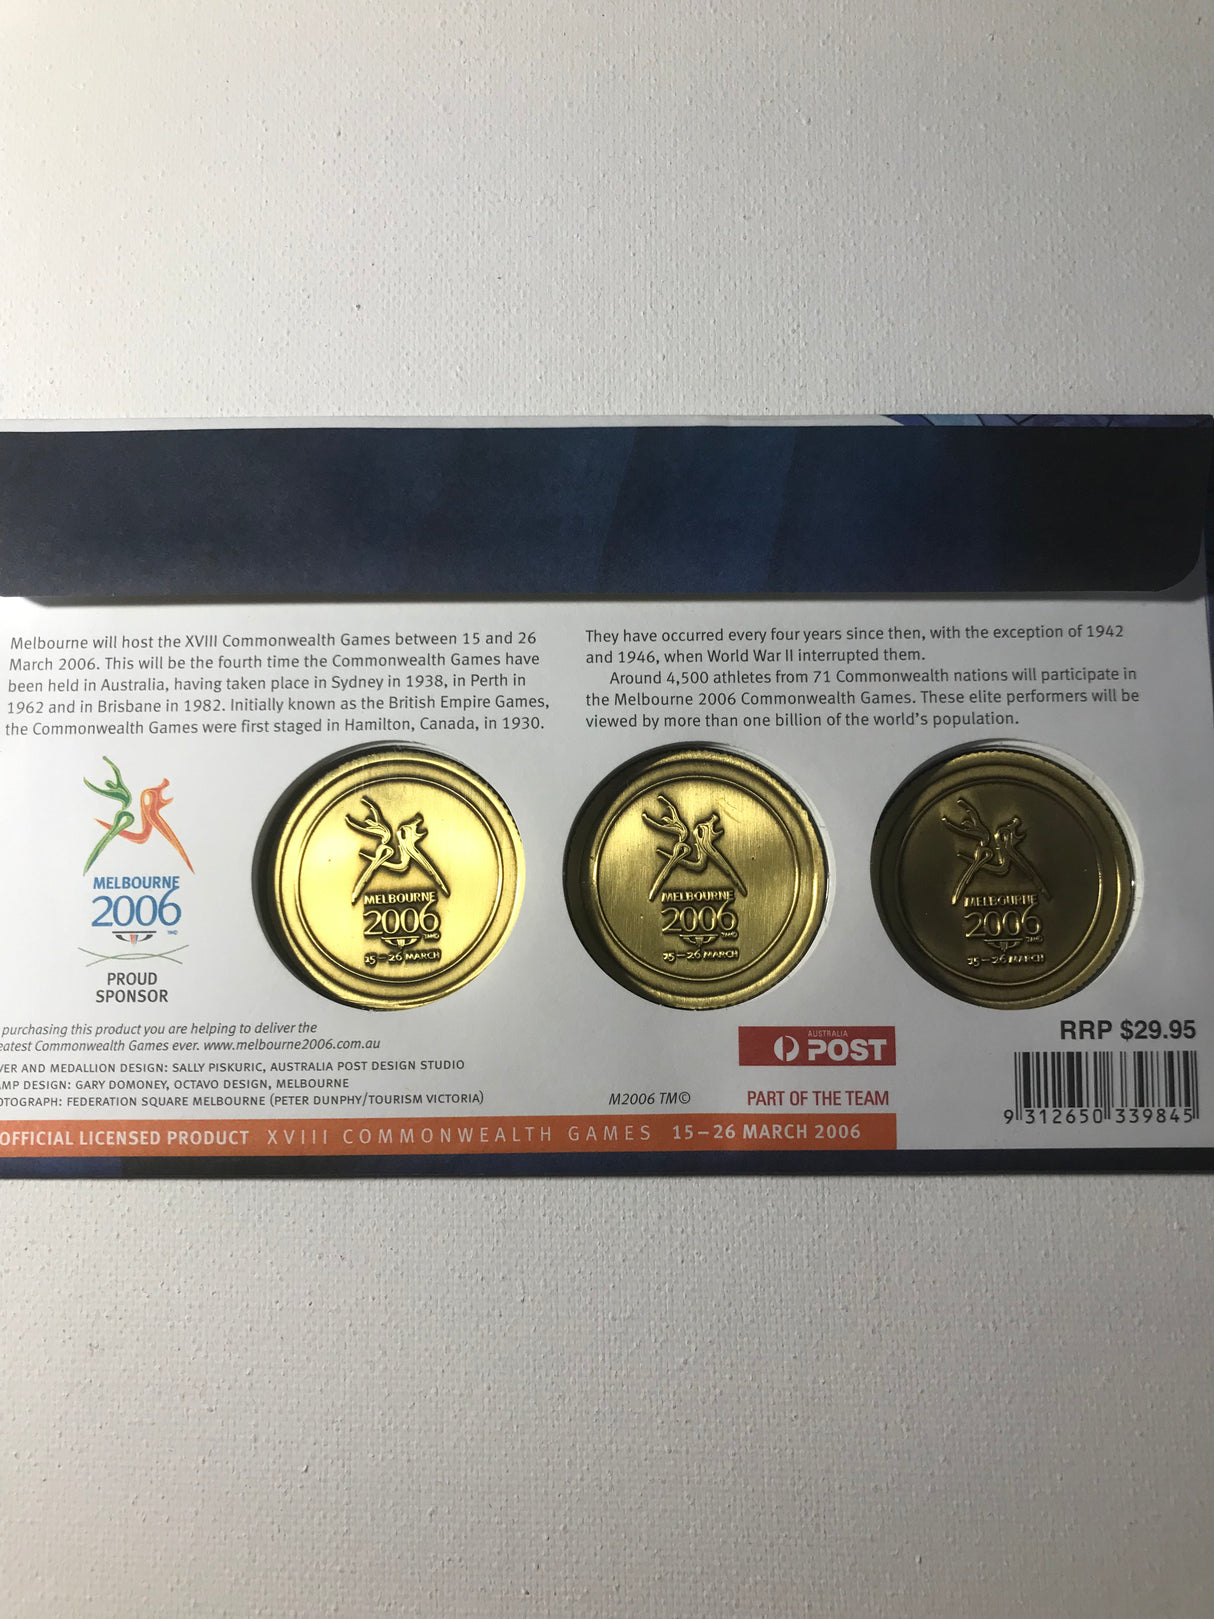 Melbourne will host the XVIII Commonwealth Games between 15 and 26
March 2006. This will be the fourth time the Commonwealth Games have
been held in Australia, having taken place in Sydney in 1938, in Perth in
1962 and in Brisbane in 1982. Initially known as the British Empire Games,
the Commonwealth Games were first staged in Hamilton, Canada, in 1930.
They have occurred every four years since then, with the exception of 1942
and 1946, when World War II interrupted them.
Around 4,500 athletes from 71 Commonwealth nations will participate in
the Melbourne 2006 Commonwealth Games. These elite performers will be
viewed by more than one billion of the world's population.
MELBOURNE
2006
TM©
PROUD
SPONSOR
MELBOURNE
2006
TM©
15–26 MARCH
MELBOURNE
2006
TM©
15–26 MARCH
MELBOURNE
2006
TM©
15–26 MARCH
purchasing this product you are helping to deliver the
eatest Commonwealth Games ever. www.melbourne2006.com.au
VER AND MEDALLION DESIGN: SALLY PISKURIC, AUSTRALIA POST DESIGN STUDIO
AMP DESIGN: GARY DOMONEY, OCTAVO DESIGN, MELBOURNE
OTOGRAPH: FEDERATION SQUARE MELBOURNE (PETER DUNPHY/TOURISM VICTORIA)
M2006 TM©
AUSTRALIA
POST
PART OF THE TEAM
RRP $29.95
9 312650 339845
OFFICIAL LICENSED PRODUCT XVIII COMMONWEALTH GAMES 15–26 MARCH 2006